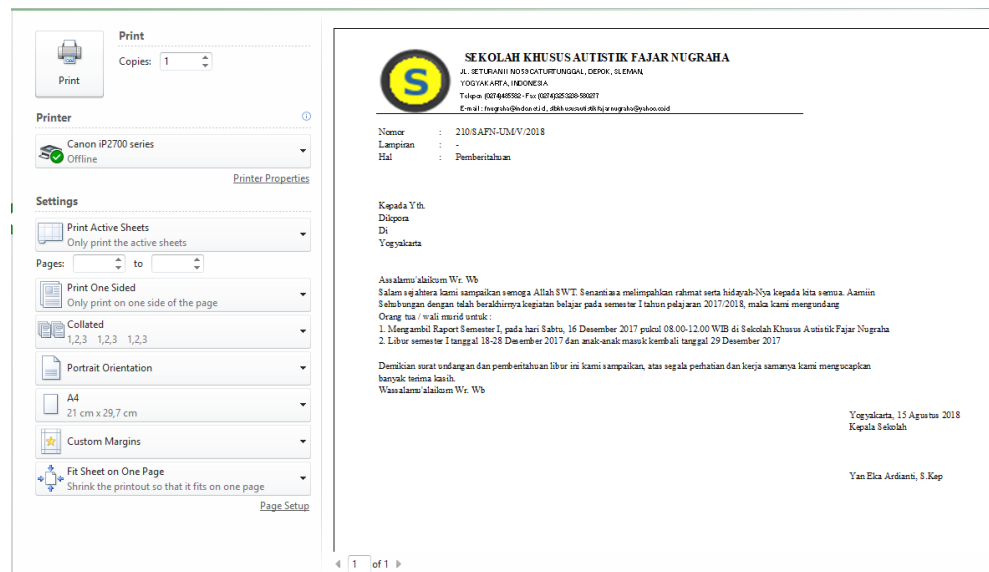 Print
Copies: 1
Print
Printer
Canon iP2700 series
Offline
Printer Properties
Settings
Print Active Sheets
Only print the active sheets
Pages: to
Print One Sided
Only print on one side of the page
Collated
1,2,3 1,2,3 1,2,3
Portrait Orientation
A4
21 cm x 29,7 cm
Custom Margins
Fit Sheet on One Page
Shrink the printout so that it fits on one page
Page Setup
S
SEKOLAH KHUSUS AUTISTIK FAJAR NUGRAHA
JL. SETURAN II NO 59 CATURTUNGGAL, DEPOK, SLEMAN,
YOGYAKARTA, INDONESIA
Telepon
E-mail :
Nomor : 210/SAFN-UM/V/2018
Lampiran : -
Hal : Pemberitahuan
Kepada Yth.
Dikpora
Di
Yogyakarta
Assalamu'alaikum Wr. Wb
Salam sejahtera kami sampaikan semoga Allah SWT. Senantiasa melimpahkan rahmat serta hidayah-Nya kepada kita semua. Aamiin
Sehubungan dengan telah berakhirnya kegiatan belajar pada semester I tahun pelajaran 2017/2018, maka kami mengundang
Orang tua / wali murid untuk :
1. Mengambil Raport Semester I, pada hari Sabtu, 16 Desember 2017 pukul 08.00-12.00 WIB di Sekolah Khusus Autistik Fajar Nugraha
2. Libur semester I tanggal 18-28 Desember 2017 dan anak-anak masuk kembali tanggal 29 Desember 2017
Demikian surat undangan dan pemberitahuan libur ini kami sampaikan, atas segala perhatian dan kerja samanya kami mengucapkan
banyak terima kasih.
Wassalamu'alaikum Wr. Wb
Yogyakarta, 15 Agustus 2018
Kepala Sekolah
Yan Eka Ardianti, S.Kep
1 of 1